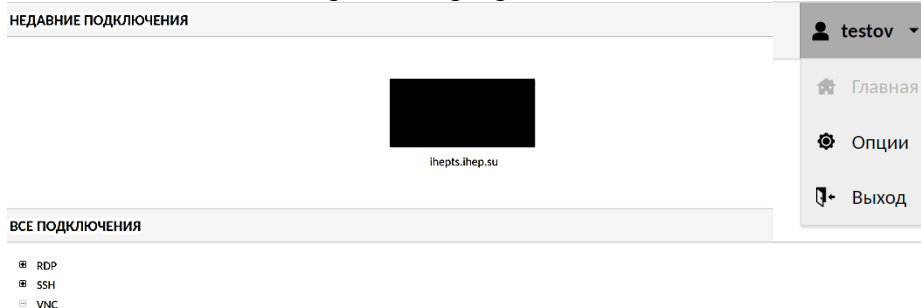 НЕДАВНИЕ ПОДКЛЮЧЕНИЯ
testov
Главная
Опции
Выход
ihepts.ihep.su
ВСЕ ПОДКЛЮЧЕНИЯ
RDP
SSH
VNC